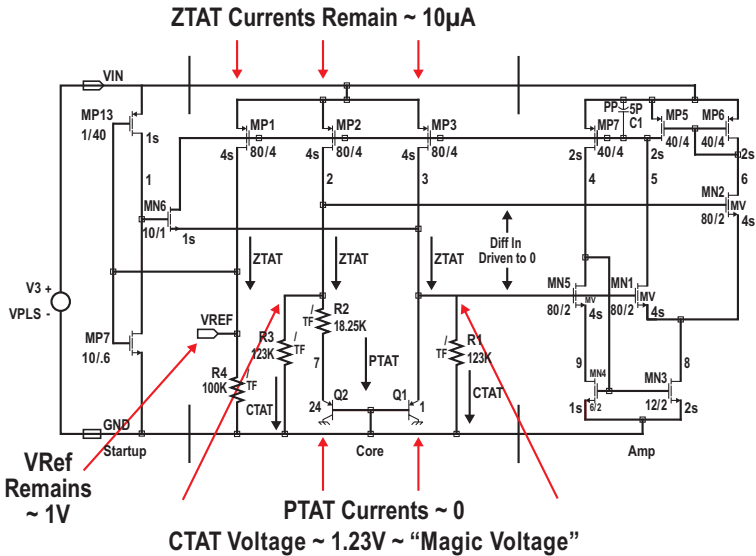 ZTAT Currents Remain ~ 10µA
VIN
MP13
1/40
1s
1
MN6
10/1
1s
MP1
4s
80/4
MP2
4s
80/4
2
MP3
4s
80/4
3
PP
5P
C1
MP7
2s
40/4
4
MP5
40/4
2s
5
MP6
40/4
2s
6
MN2
MV
80/2
4s
Diff In
Driven to 0
ZTAT
ZTAT
ZTAT
V3 +
VPLS -
MP7
10/.6
VREF
R4
100K
TF
R3
123K
TF
CTAT
R2
18.25K
TF
7
PTAT
Q2
24
Q1
1
R1
123K
TF
CTAT
MN5
MV
80/2
4s
MN1
MV
80/2
4s
9
8
MN4
6/2
1s
MN3
12/2
2s
GND
Startup
Core
Amp
VRef
Remains
~ 1V
PTAT Currents ~ 0
CTAT Voltage ~ 1.23V ~ “Magic Voltage”